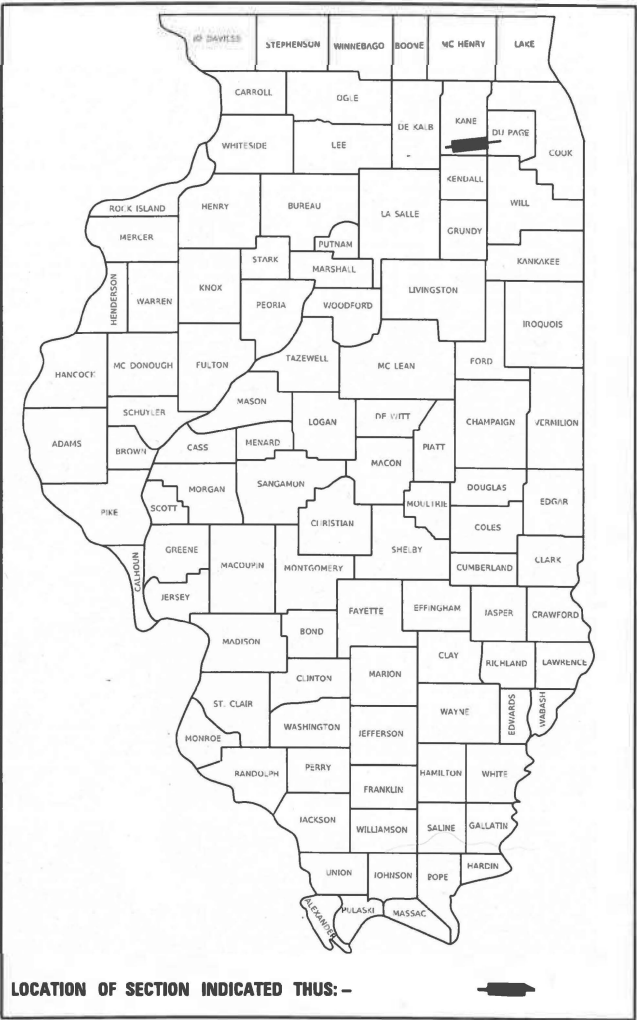 JO DAVIESS STEPHENSON WINNEBAGO BOONE MC HENRY LAKE
CARROLL OGLE DE KALB KANE DU PAGE COOK
WHITESIDE LEE
KENDALL
ROCK ISLAND HENRY BUREAU LA SALLE WILL
MERCER PUTNAM GRUNDY
STARK MARSHALL KANKAKEE
HENDERSON WARREN KNOX PEORIA WOODFORD LIVINGSTON IROQUOIS
HANCOCK MC DONOUGH FULTON TAZEWELL MC LEAN FORD
SCHUYLER MASON LOGAN DE WITT CHAMPAIGN VERMILION
ADAMS BROWN CASS MENARD PIATT
MACON
PIKE SCOTT MORGAN SANGAMON MOULTRIE DOUGLAS EDGAR
CHRISTIAN COLES
CALHOUN GREENE MACOUPIN MONTGOMERY SHELBY CUMBERLAND CLARK
JERSEY FAYETTE EFFINGHAM JASPER CRAWFORD
MADISON BOND
CLAY RICHLAND LAWRENCE
CLINTON MARION
ST. CLAIR WAYNE EDWARDS WABASH
MONROE WASHINGTON JEFFERSON
RANDOLPH PERRY HAMILTON WHITE
FRANKLIN
JACKSON WILLIAMSON SALINE GALLATIN
UNION JOHNSON POPE HARDIN
ALEXANDER PULASKI MASSAC
LOCATION OF SECTION INDICATED THUS: –